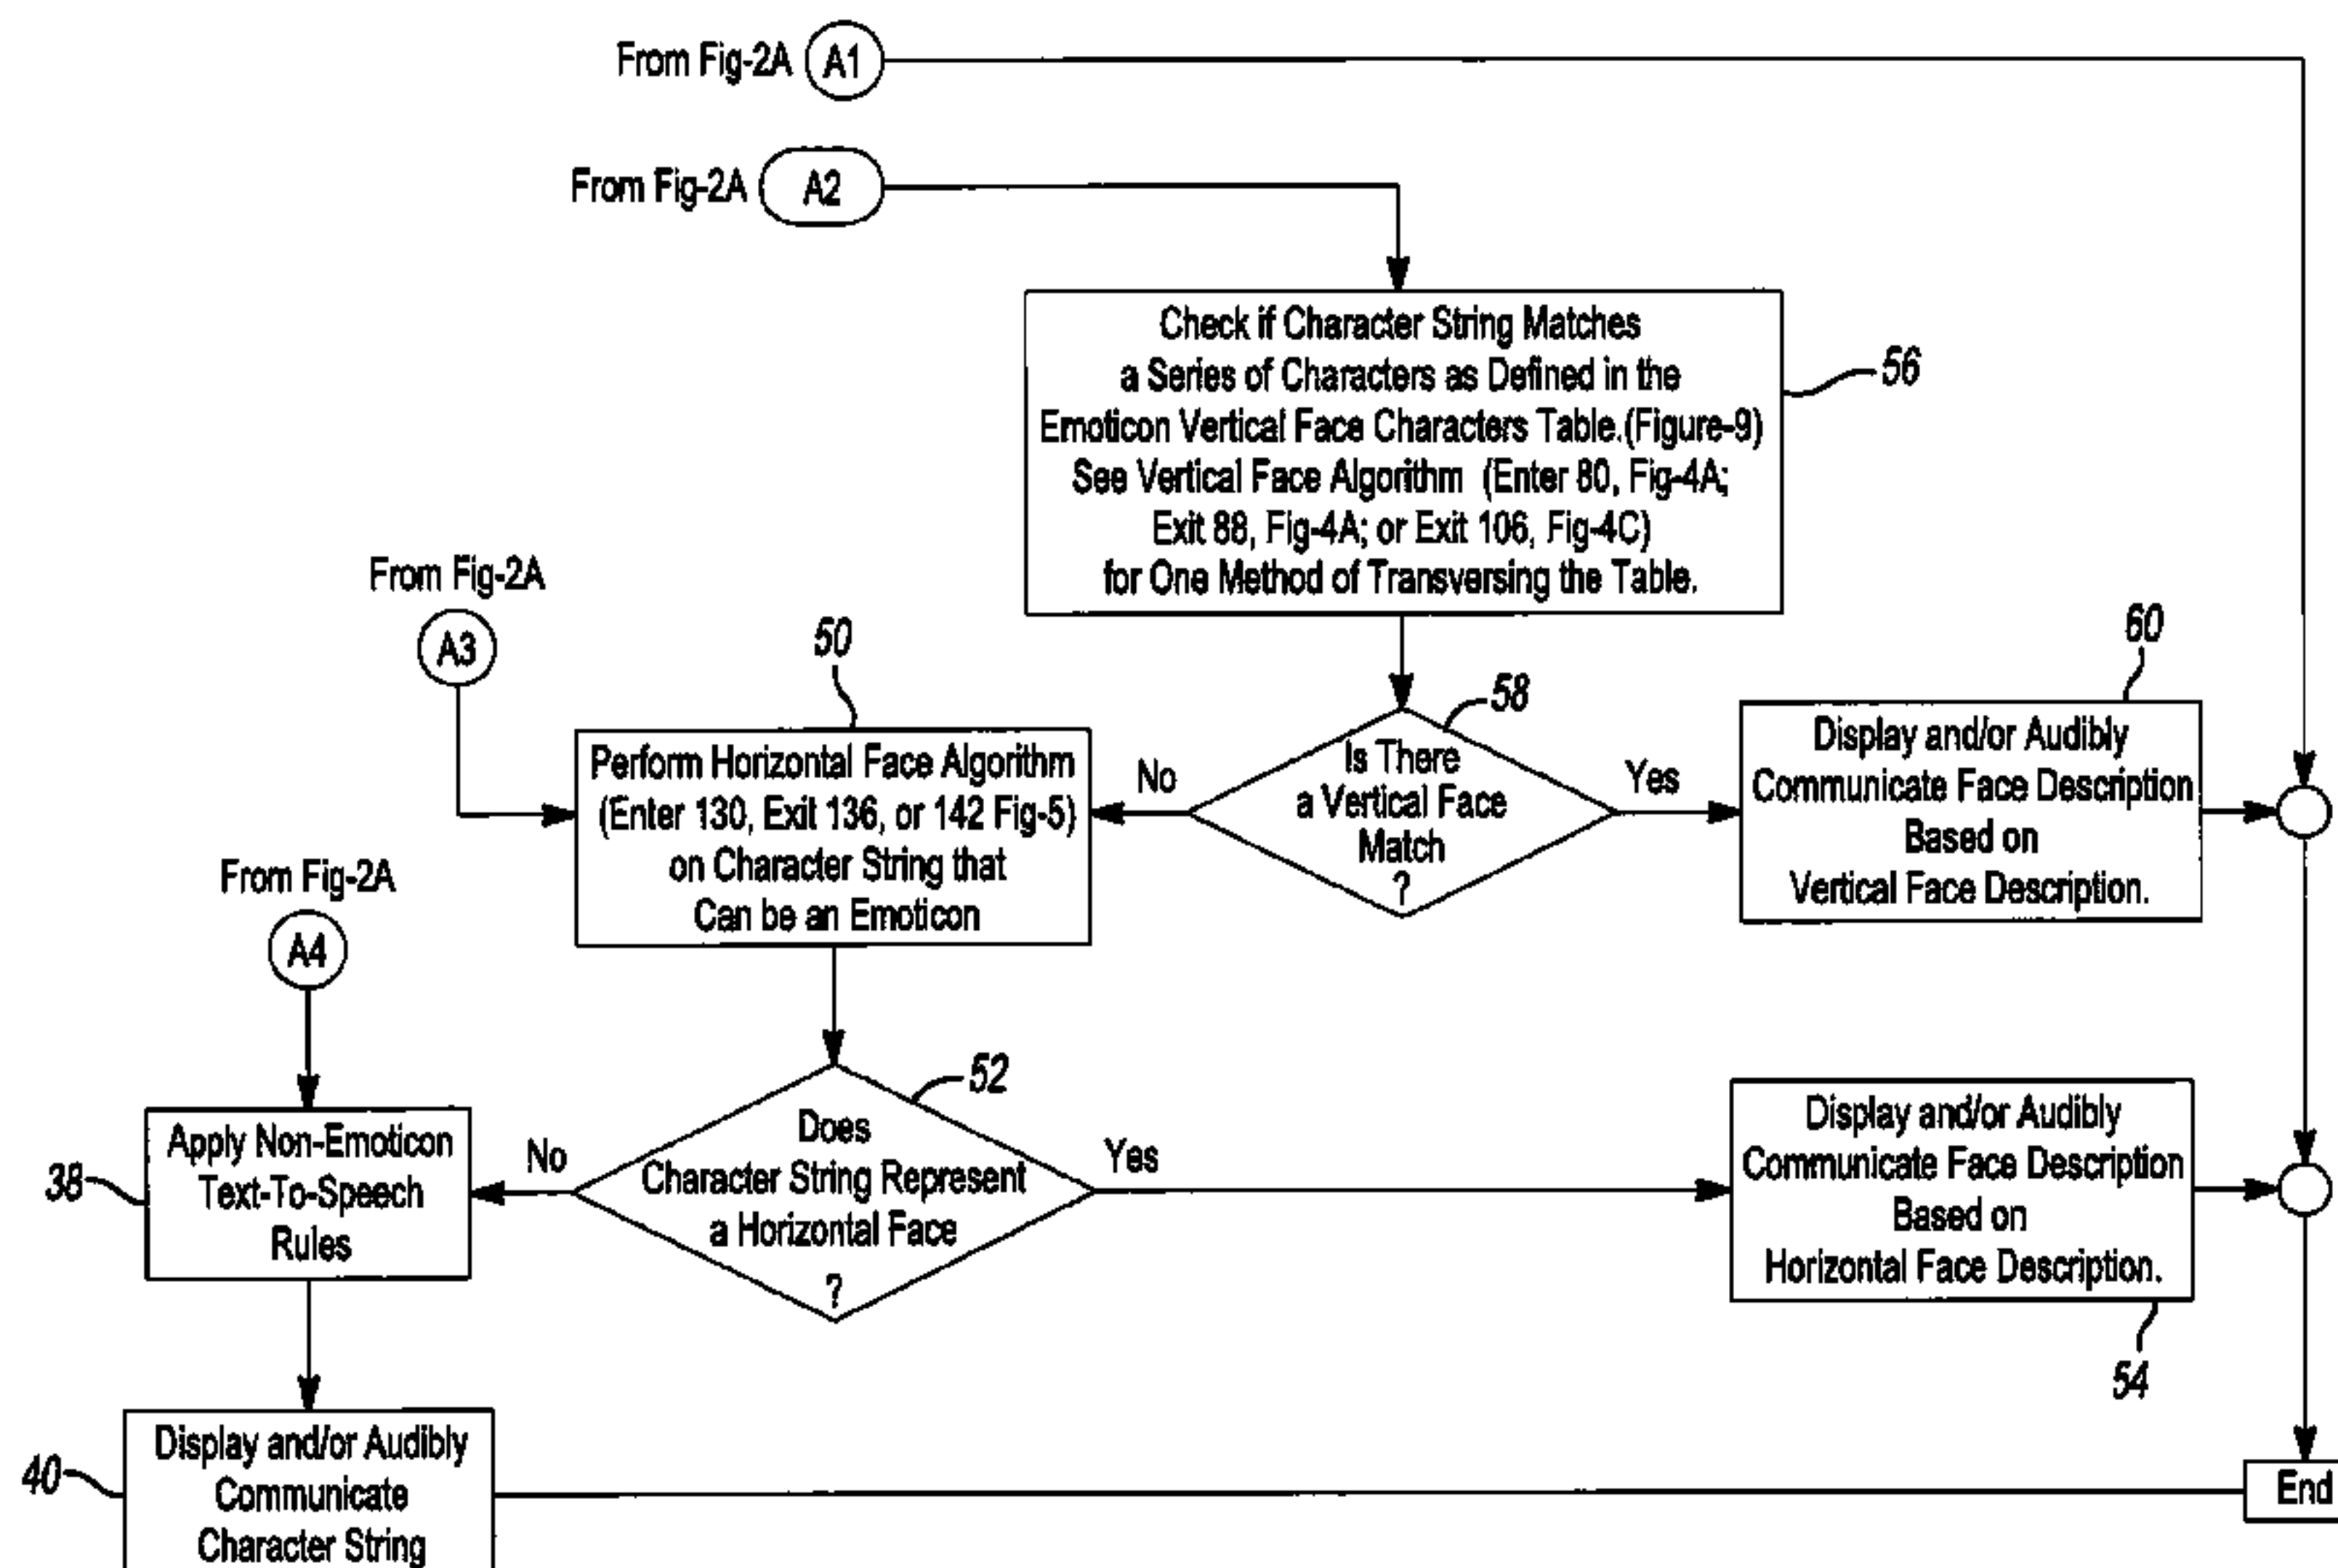 From Fig-2A A1
From Fig-2A A2
Check if Character String Matches
a Series of Characters as Defined in the
Emoticon Vertical Face Characters Table.(Figure-9)
See Vertical Face Algorithm (Enter 80, Fig-4A;
Exit 88, Fig-4A; or Exit 106, Fig-4C)
for One Method of Transversing the Table.
56
From Fig-2A
A3
50
Perform Horizontal Face Algorithm
(Enter 130, Exit 136, or 142 Fig-5)
on Character String that
Can be an Emoticon
No
58
Is There
a Vertical Face
Match
?
Yes
60
Display and/or Audibly
Communicate Face Description
Based on
Vertical Face Description.
From Fig-2A
A4
38
Apply Non-Emoticon
Text-To-Speech
Rules
No
52
Does
Character String Represent
a Horizontal Face
?
Yes
Display and/or Audibly
Communicate Face Description
Based on
Horizontal Face Description.
54
40
Display and/or Audibly
Communicate
Character String
End